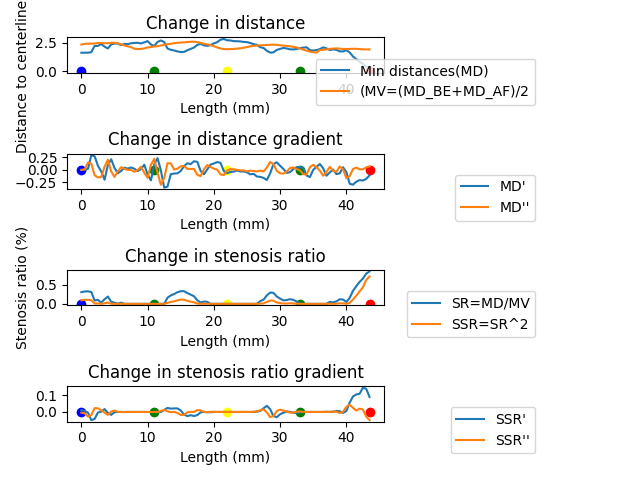 Change in distance
Distance to centerline
2.5
0.0
0
10
20
30
40
Length (mm)
Min distances(MD)
(MV=(MD_BE+MD_AF)/2
Change in distance gradient
0.25
0.00
−0.25
0
10
20
30
40
Length (mm)
MD'
MD''
Change in stenosis ratio
Stenosis ratio (%)
0.5
0.0
0
10
20
30
40
Length (mm)
SR=MD/MV
SSR=SR^2
Change in stenosis ratio gradient
0.1
0.0
0
10
20
30
40
Length (mm)
SSR'
SSR''